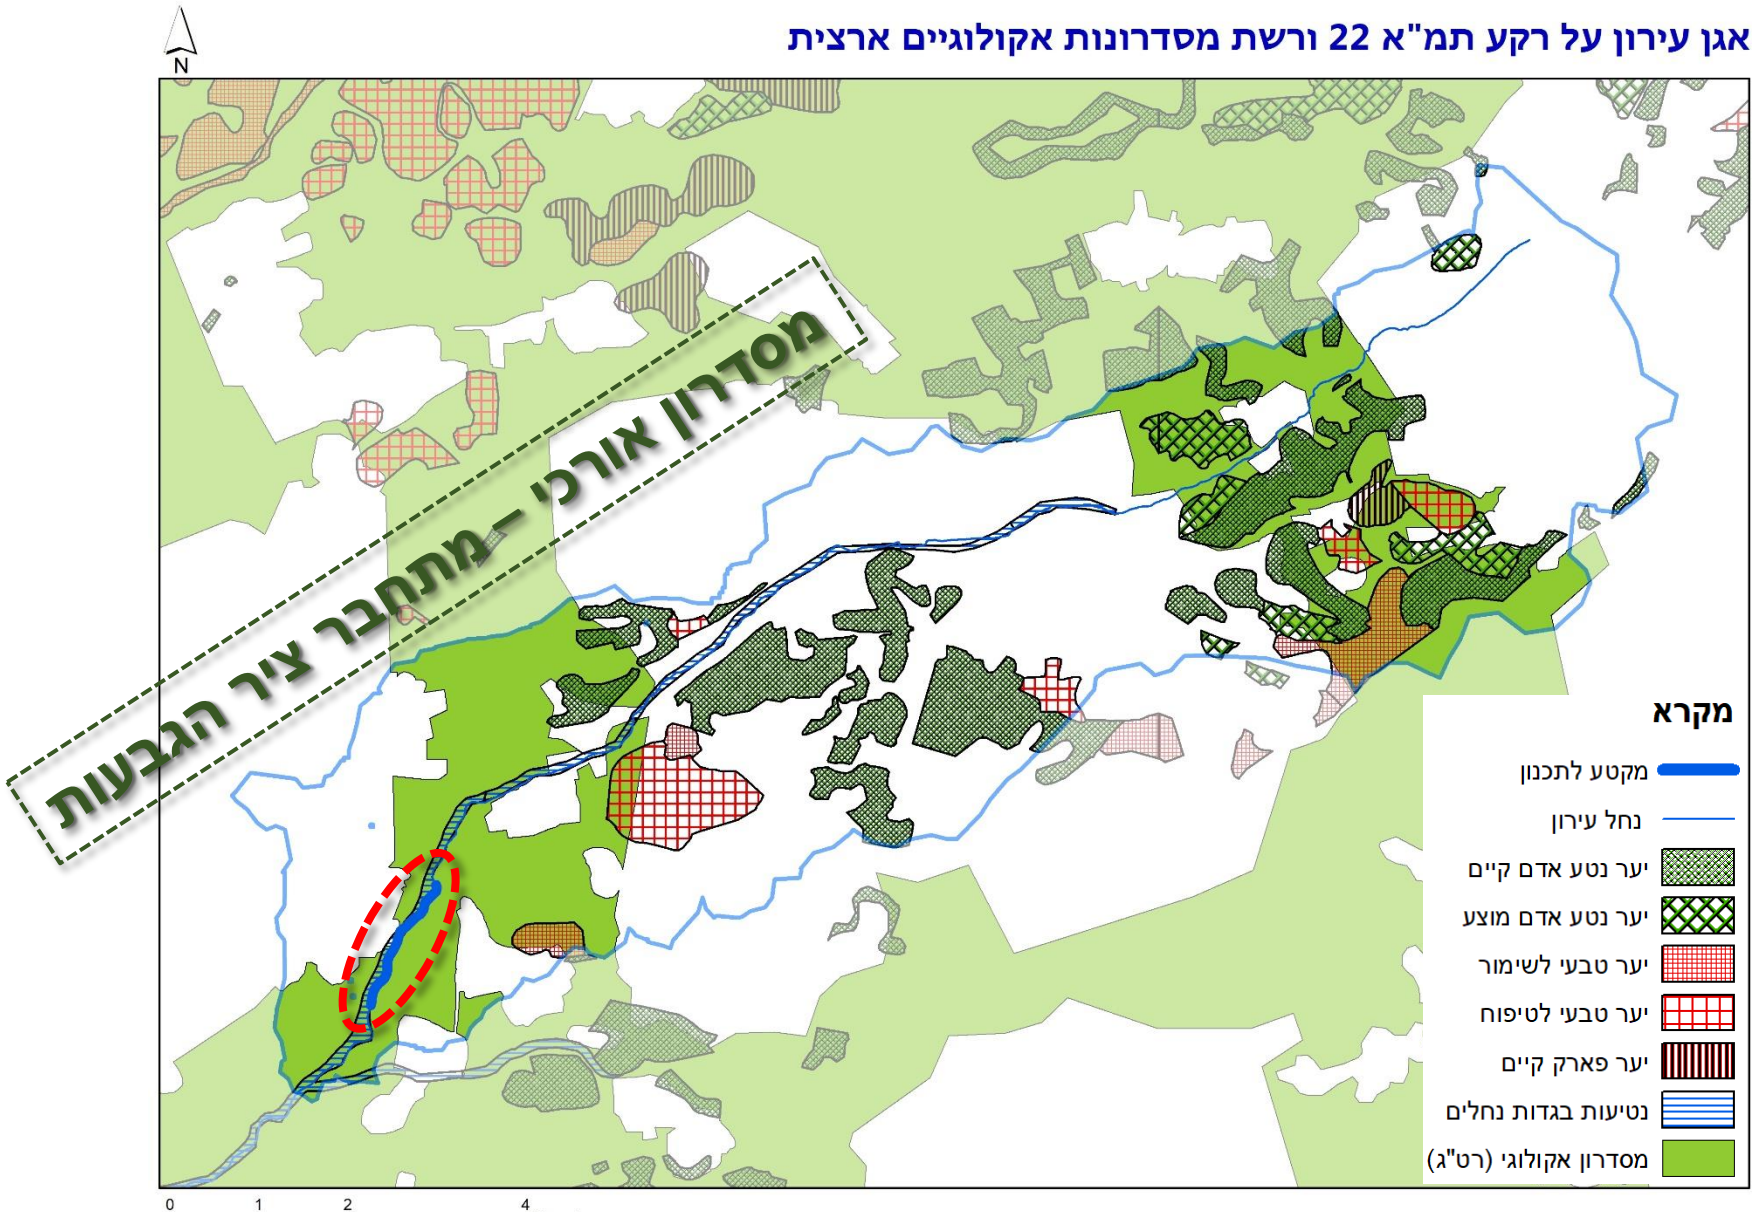 אגן עירון על רקע תמ"א 22 ורשת מסדרונות אקולוגיים ארצית
N
מסדרון אורכי – מתחבר ציר הגבעות
מקרא
מקטע לתכנון
נחל עירון
יער נטע אדם קיים
יער נטע אדם מוצע
יער טבעי לשימור
יער טבעי לטיפוח
יער פארק קיים
נטיעות בגדות נחלים
מסדרון אקולוגי (רט"ג)
0 1 2 4